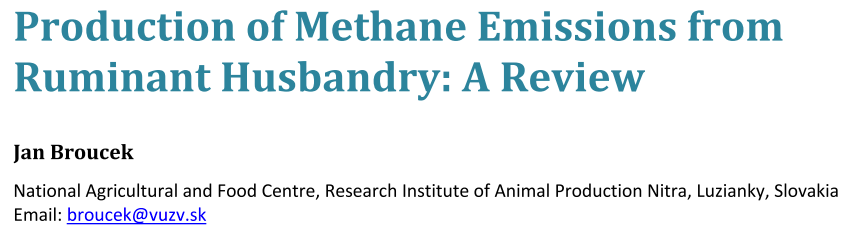 Production of Methane Emissions from
Ruminant Husbandry: A Review
Jan Broucek
National Agricultural and Food Centre, Research Institute of Animal Production Nitra, Luzianky, Slovakia
Email: broucek@vuzv.sk